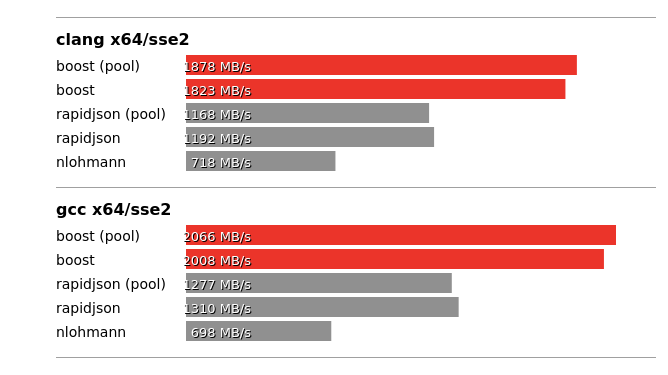 clang x64/sse2
boost (pool) 1878 MB/s
boost 1823 MB/s
rapidjson (pool) 1168 MB/s
rapidjson 1192 MB/s
nlohmann 718 MB/s
gcc x64/sse2
boost (pool) 2066 MB/s
boost 2008 MB/s
rapidjson (pool) 1277 MB/s
rapidjson 1310 MB/s
nlohmann 698 MB/s